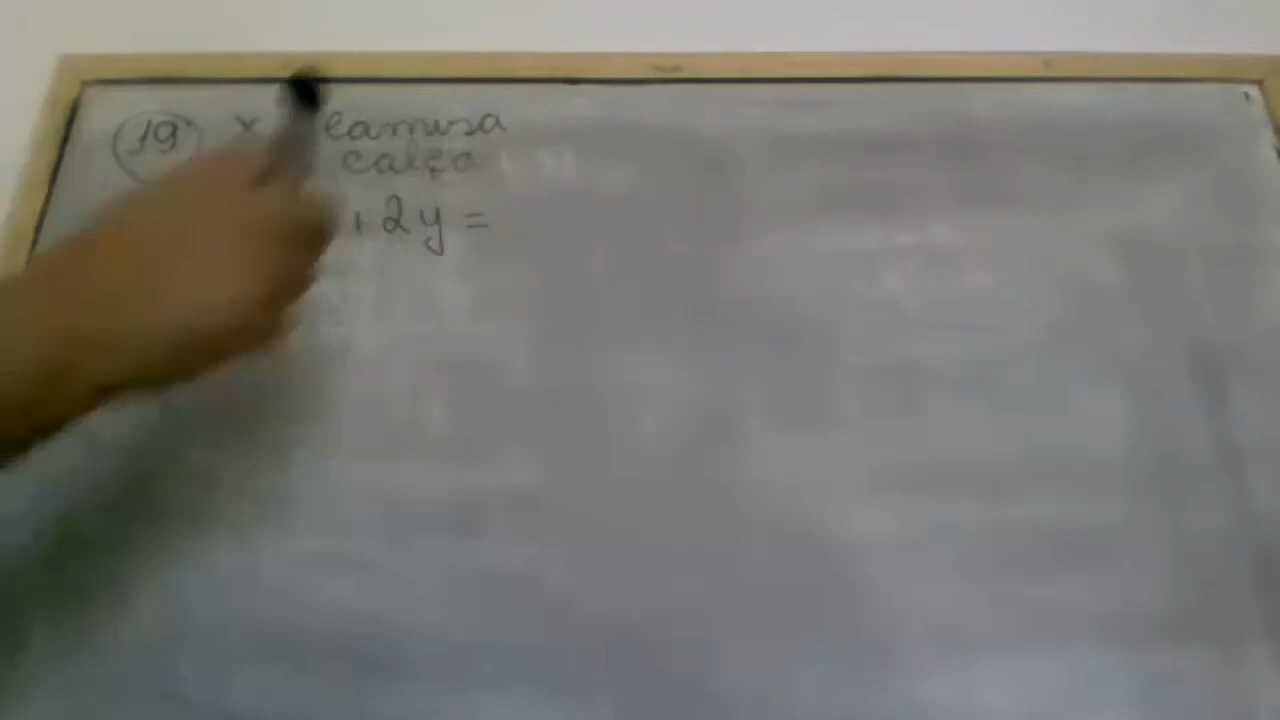 19 x camisa
calça
+2y =